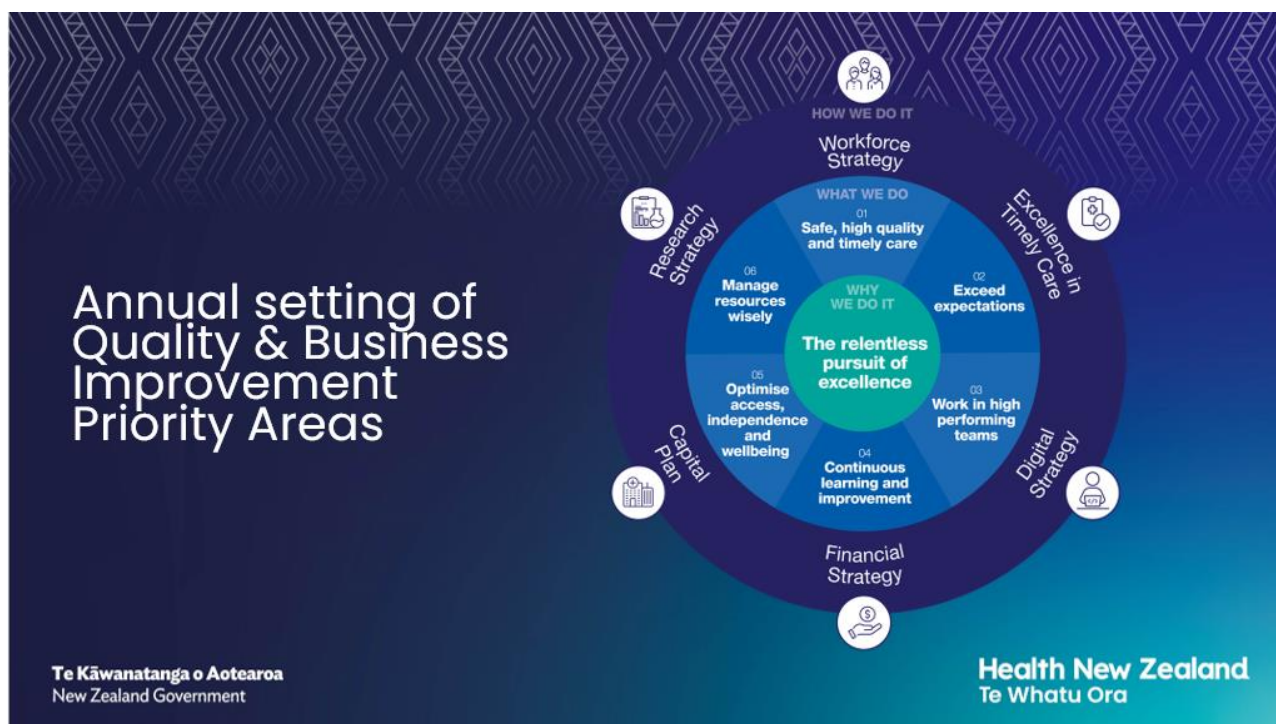 Annual setting of
Quality & Business
Improvement
Priority Areas
HOW WE DO IT
Workforce
Strategy
Excellence in
Timely Care
Digital
Strategy
Financial
Strategy
Capital
Plan
Research
Strategy
WHAT WE DO
01
Safe, high quality
and timely care
02
Exceed
expectations
03
Work in high
performing
teams
04
Continuous
learning and
improvement
05
Optimise
access,
independence
and
wellbeing
06
Manage
resources
wisely
WHY
WE DO IT
The relentless
pursuit of
excellence
$
</>
Te Kāwanatanga o Aotearoa
New Zealand Government
Health New Zealand
Te Whatu Ora